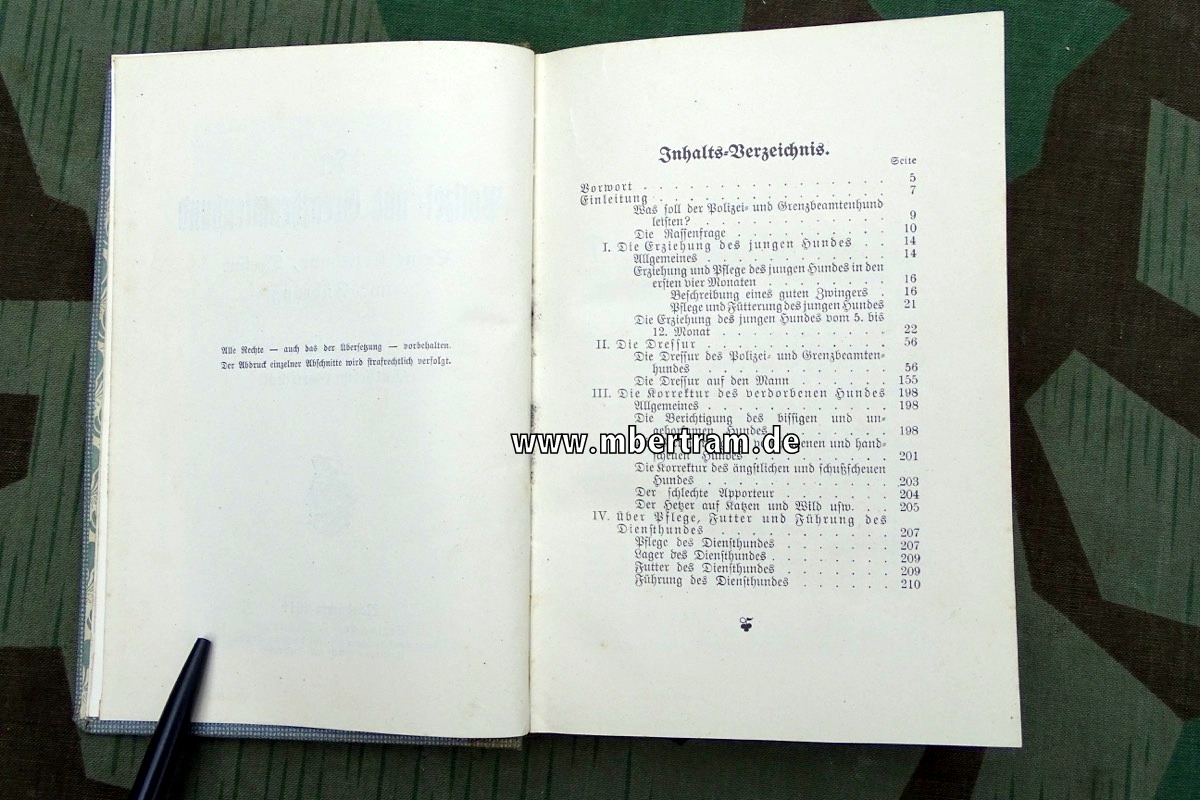 Alle Rechte — auch das der Übersetzung — vorbehalten.
Der Abdruck einzelner Abschnitte wird strafrechtlich verfolgt.
Inhalts-Verzeichnis.
Seite
Vorwort . . . . . . . . . . . . . . . . 5
Einleitung . . . . . . . . . . . . . . . 7
Was soll der Polizei- und Grenzbeamtenhund
leisten? . . . . . . . . . . . . . 9
Die Rassenfrage . . . . . . . . . . 10
I. Die Erziehung des jungen Hundes . . 14
Allgemeines . . . . . . . . . . . . 14
Erziehung und Pflege des jungen Hundes in den
ersten vier Monaten . . . . . . . . 16
Beschreibung eines guten Zwingers . 16
Pflege und Fütterung des jungen Hundes 21
Die Erziehung des jungen Hundes vom 5. bis
12. Monat . . . . . . . . . . . . 22
II. Die Dressur . . . . . . . . . . . . 56
Die Dressur des Polizei- und Grenzbeamten-
hundes . . . . . . . . . . . . . 56
Die Dressur auf den Mann . . . . . . 155
III. Die Korrektur des verdorbenen Hundes 198
Allgemeines . . . . . . . . . . . . 198
Die Berichtigung des bissigen und un-
gehorsamen Hundes . . . . . . . . 198
www.mbertram.de
und hand-
scheuen Hundes . . . . . . . . . 201
Die Korrektur des ängstlichen und schußscheuen
Hundes . . . . . . . . . . . . . 203
Der schlechte Apporteur . . . . . . . 204
Der Hetzer auf Katzen und Wild usw. . . 205
IV. Über Pflege, Futter und Führung des
Diensthundes . . . . . . . . . . . 207
Pflege des Diensthundes . . . . . . . 207
Lager des Diensthundes . . . . . . . 209
Futter des Diensthundes . . . . . . . 209
Führung des Diensthundes . . . . . . 210